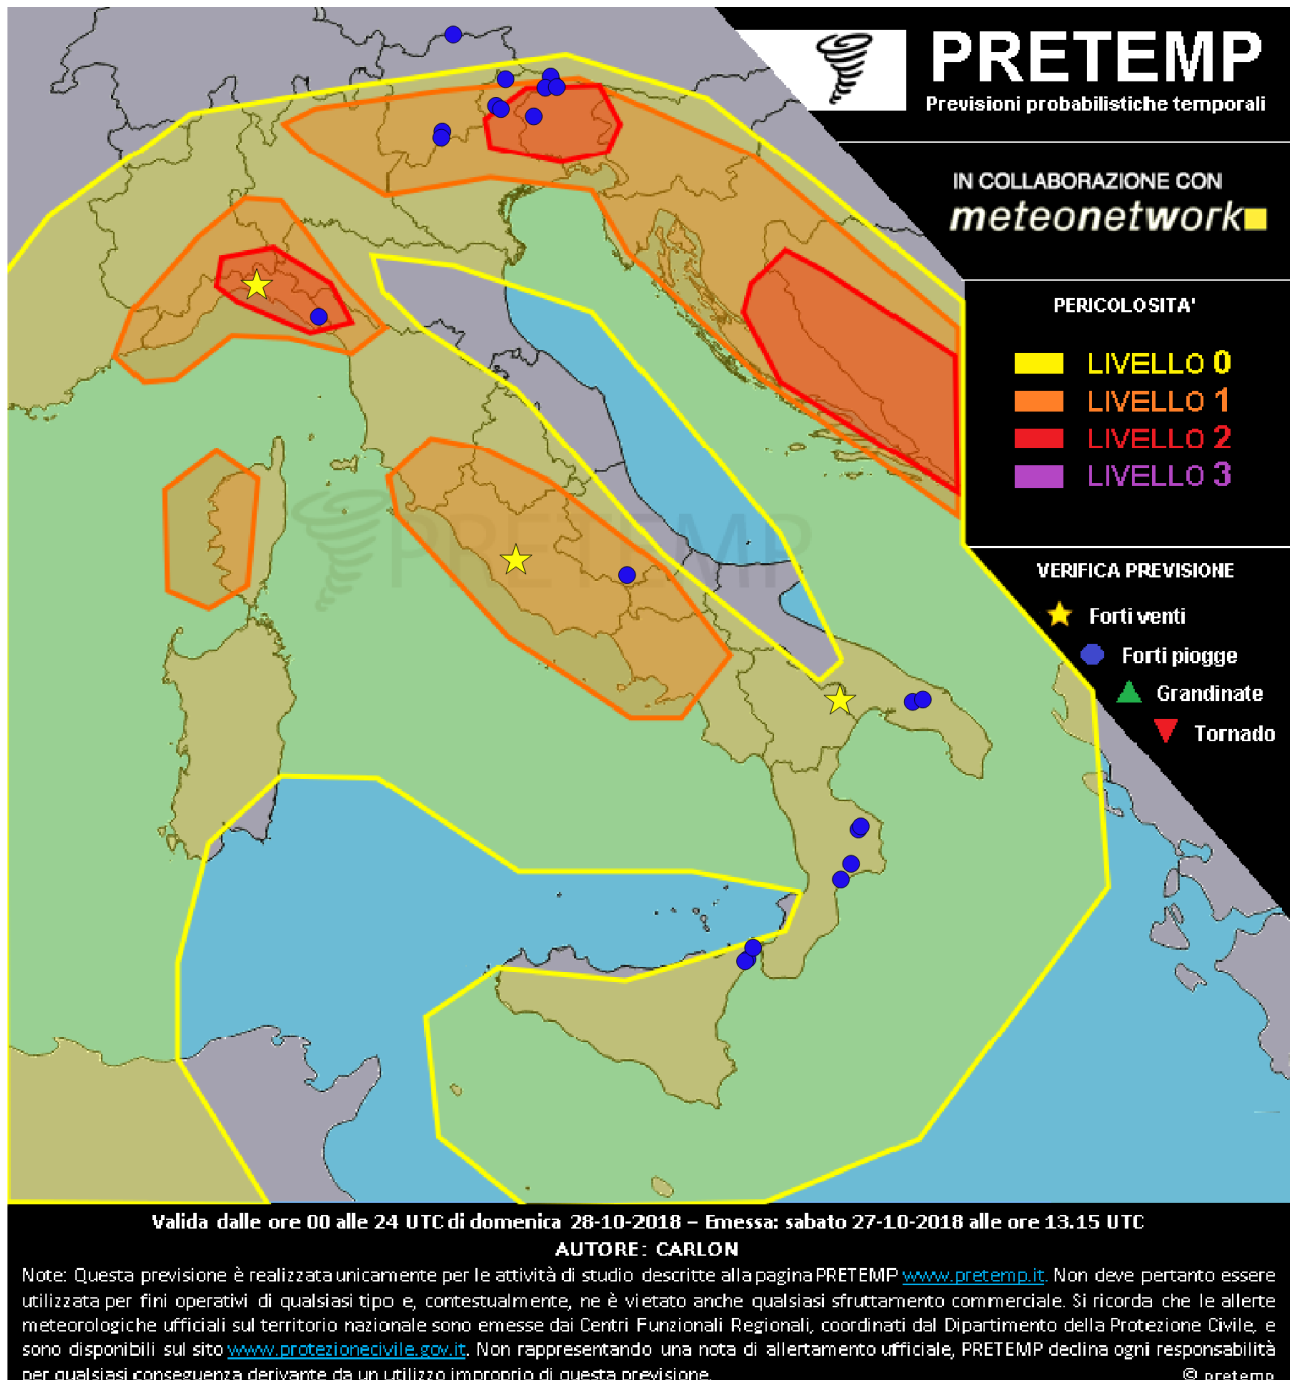 PRETEMP
Previsioni probabilistiche temporali
IN COLLABORAZIONE CON
meteonetwork
PERICOLOSITA'
LIVELLO 0
LIVELLO 1
LIVELLO 2
LIVELLO 3
PRETEMP
VERIFICA PREVISIONE
Forti venti
Forti piogge
Grandinate
Tornado
Valida dalle ore 00 alle 24 UTC di domenica 28-10-2018 – Emessa: sabato 27-10-2018 alle ore 13.15 UTC
AUTORE: CARLON
Note: Questa previsione è realizzata unicamente per le attività di studio descritte alla pagina PRETEMP www.pretemp.it. Non deve pertanto essere
utilizzata per fini operativi di qualsiasi tipo e, contestualmente, ne è vietato anche qualsiasi sfruttamento commerciale. Si ricorda che le allerte
meteorologiche ufficiali sul territorio nazionale sono emesse dai Centri Funzionali Regionali, coordinati dal Dipartimento della Protezione Civile, e
sono disponibili sul sito www.protezionecivile.gov.it. Non rappresentando una nota di allertamento ufficiale, PRETEMP declina ogni responsabilità
per qualsiasi conseguenza derivante da un utilizzo improprio di questa previsione. © pretemp